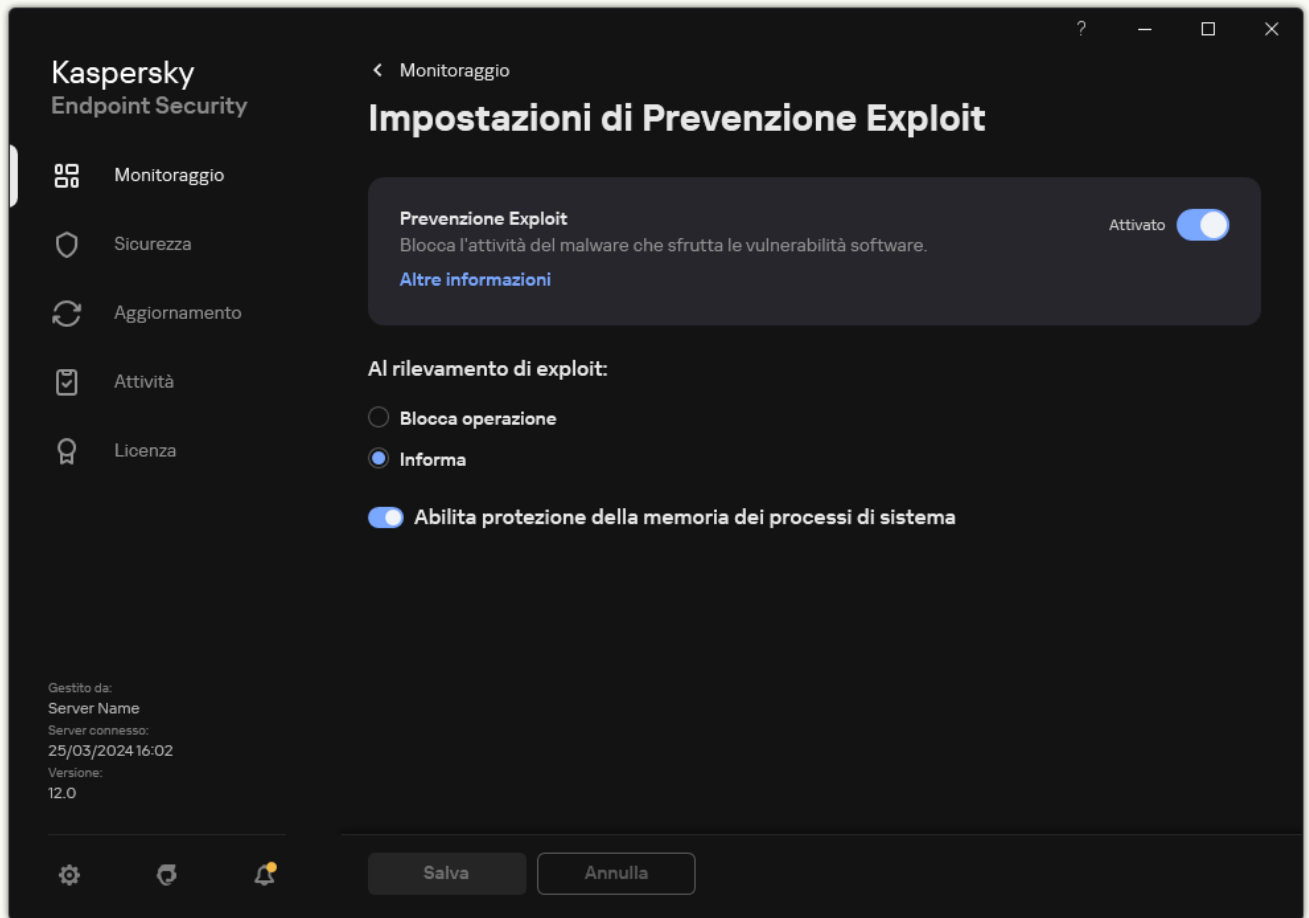 Kaspersky
Endpoint Security
Monitoraggio
Sicurezza
Aggiornamento
Attività
Licenza
Gestito da:
Server Name
Server connesso:
25/03/2024 16:02
Versione:
12.0
?
Monitoraggio
Impostazioni di Prevenzione Exploit
Prevenzione Exploit
Attivato
Blocca l'attività del malware che sfrutta le vulnerabilità software.
Altre informazioni
Al rilevamento di exploit:
Blocca operazione
Informa
Abilita protezione della memoria dei processi di sistema
Salva
Annulla